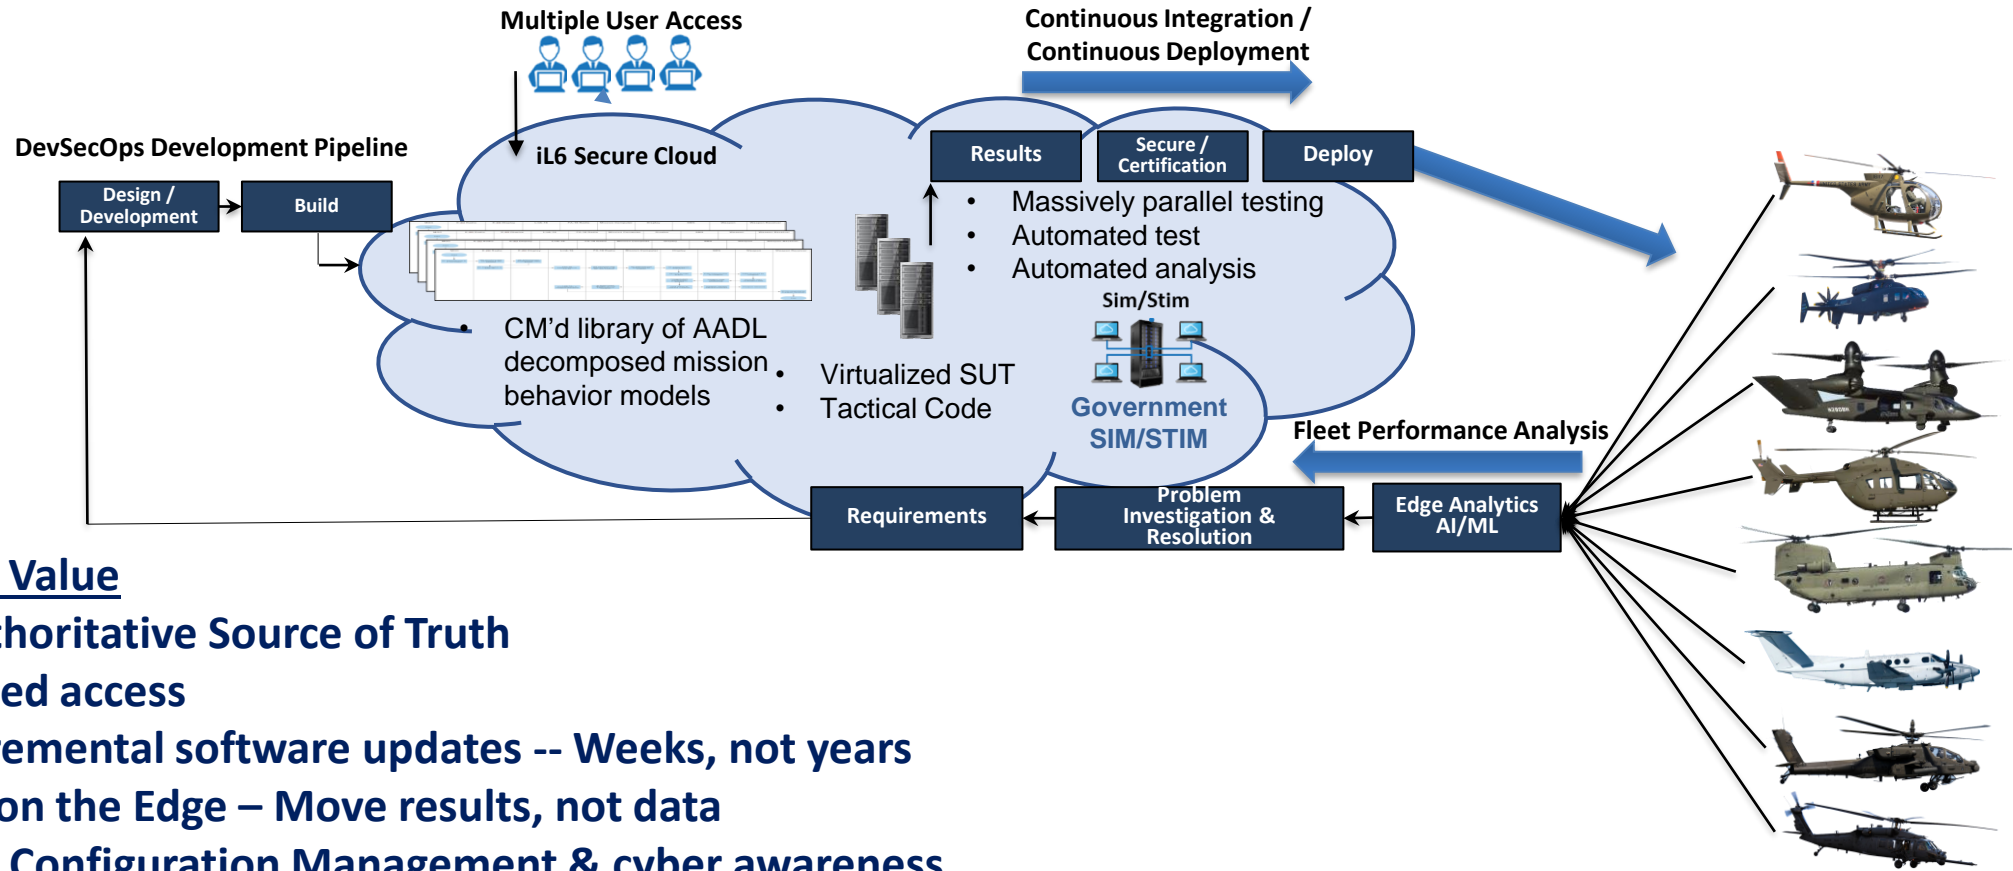 Multiple User Access
Continuous Integration /
Continuous Deployment
DevSecOps Development Pipeline
Design /
Development
Build
iL6 Secure Cloud
Results
Secure /
Certification
Deploy
• Massively parallel testing
• Automated test
• Automated analysis
Sim/Stim
• CM’d library of AADL
decomposed mission
behavior models
• Virtualized SUT
• Tactical Code
Government
SIM/STIM
Fleet Performance Analysis
Requirements
Problem
Investigation &
Resolution
Edge Analytics
AI/ML
Value
thoritative Source of Truth
ed access
remental software updates -- Weeks, not years
on the Edge – Move results, not data
Configuration Management & cyber awareness